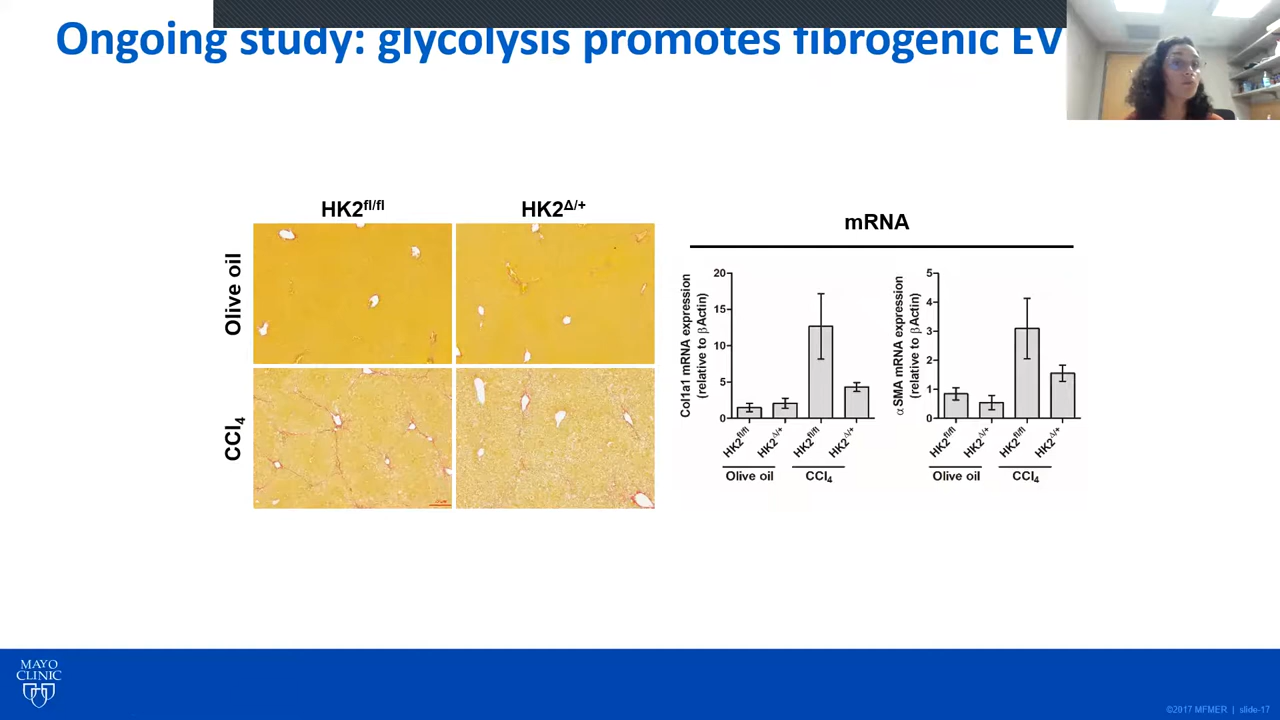 Ongoing study: glycolysis promotes fibrogenic EV
HK2fl/fl
HK2Δ/+
Olive oil
CCl4
mRNA
Col1a1 mRNA expression
(relative to βActin)
20
15
10
5
0
HK2fl/fl
HK2Δ/+
HK2fl/fl
HK2Δ/+
Olive oil
CCl4
αSMA mRNA expression
(relative to βActin)
5
4
3
2
1
0
HK2fl/fl
HK2Δ/+
HK2fl/fl
HK2Δ/+
Olive oil
CCl4
MAYO
CLINIC
©2017 MFMER | slide-17